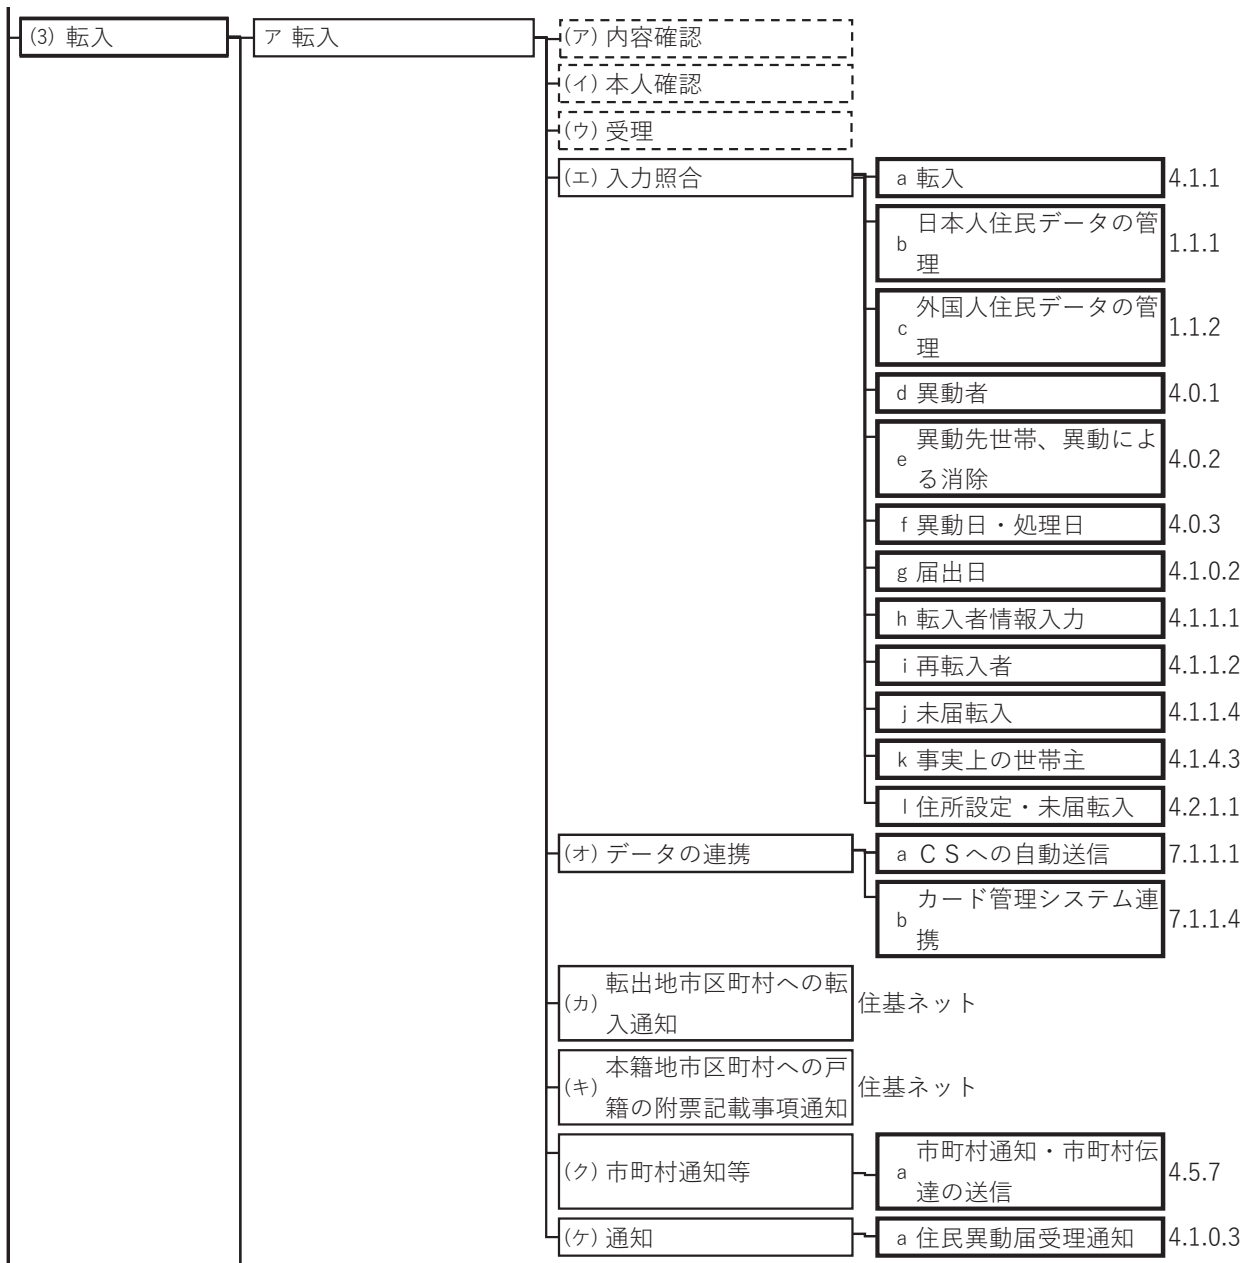 (3) 転入
ア 転入
(ア) 内容確認
(イ) 本人確認
(ウ) 受理
(エ) 入力照合
a 転入 4.1.1
b 日本人住民データの管
理 1.1.1
c 外国人住民データの管
理 1.1.2
d 異動者 4.0.1
e 異動先世帯、異動によ
る消除 4.0.2
f 異動日・処理日 4.0.3
g 届出日 4.1.0.2
h 転入者情報入力 4.1.1.1
i 再転入者 4.1.1.2
j 未届転入 4.1.1.4
k 事実上の世帯主 4.1.4.3
l 住所設定・未届転入 4.2.1.1
(オ) データの連携
a ＣＳへの自動送信 7.1.1.1
b カード管理システム連
携 7.1.1.4
(カ) 転出地市区町村への転
入通知 住基ネット
(キ) 本籍地市区町村への戸
籍の附票記載事項通知 住基ネット
(ク) 市町村通知等
a 市町村通知・市町村伝
達の送信 4.5.7
(ケ) 通知
a 住民異動届受理通知 4.1.0.3